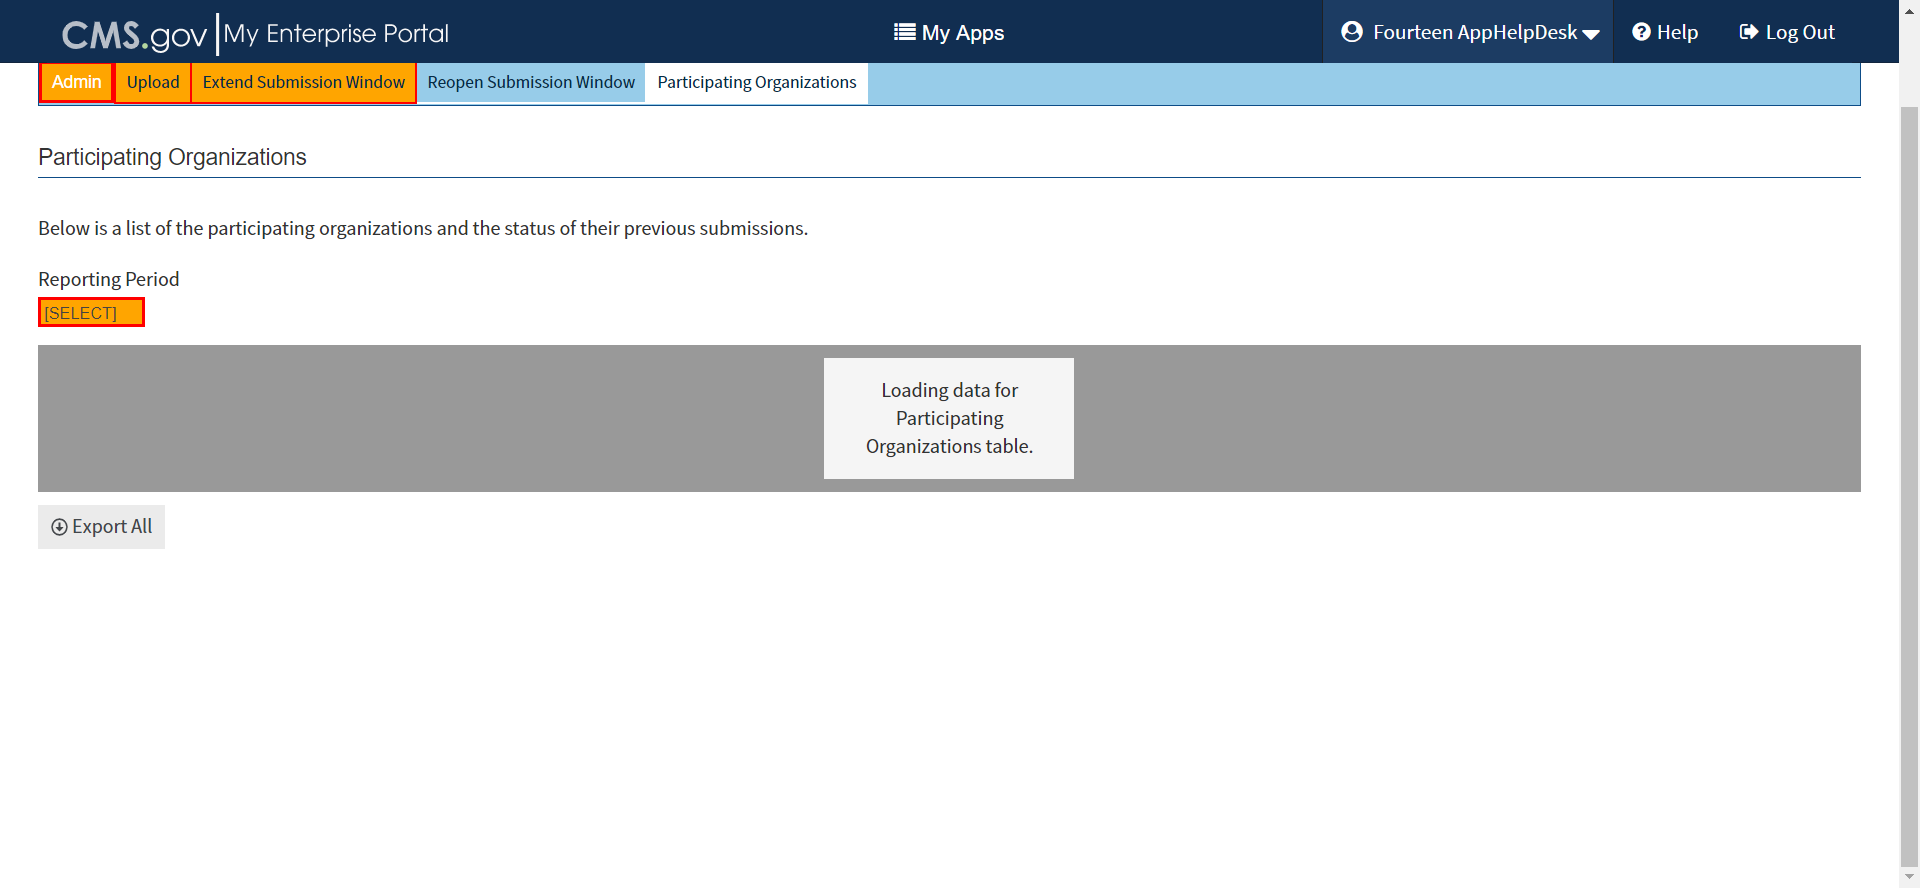 CMS.gov My Enterprise Portal My Apps Fourteen AppHelpDesk Help Log Out
Admin Upload Extend Submission Window Reopen Submission Window Participating Organizations
Participating Organizations
Below is a list of the participating organizations and the status of their previous submissions.
Reporting Period
[SELECT]
Loading data for
Participating
Organizations table.
Export All